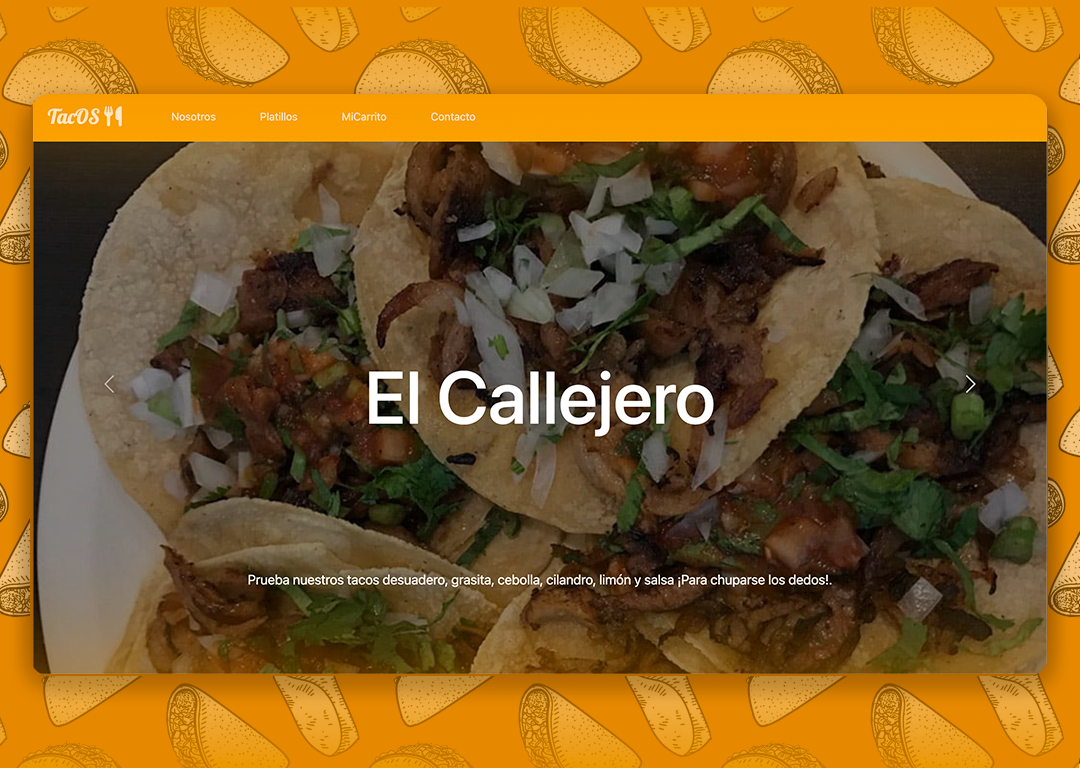 TacOS
Nosotros Platillos MiCarrito Contacto
El Callejero
Prueba nuestros tacos desuadero, grasita, cebolla, cilandro, limón y salsa ¡Para chuparse los dedos!.